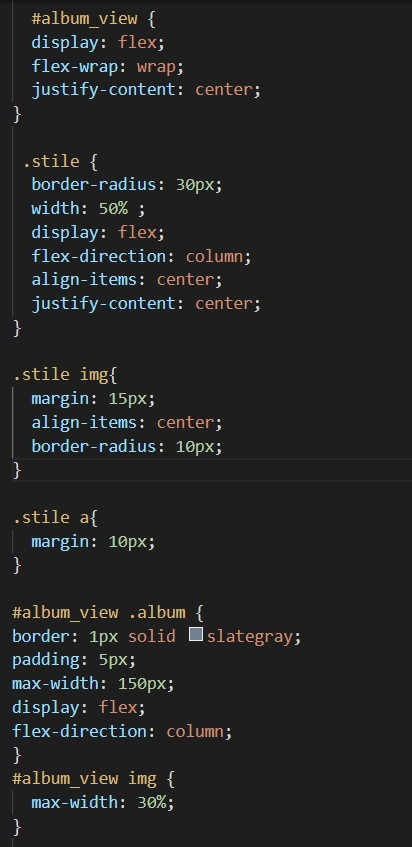 #album_view {
display: flex;
flex-wrap: wrap;
justify-content: center;
}
.stile {
border-radius: 30px;
width: 50% ;
display: flex;
flex-direction: column;
align-items: center;
justify-content: center;
}
.stile img{
margin: 15px;
align-items: center;
border-radius: 10px;
}
.stile a{
margin: 10px;
}
#album_view .album {
border: 1px solid slategray;
padding: 5px;
max-width: 150px;
display: flex;
flex-direction: column;
}
#album_view img {
max-width: 30%;
}